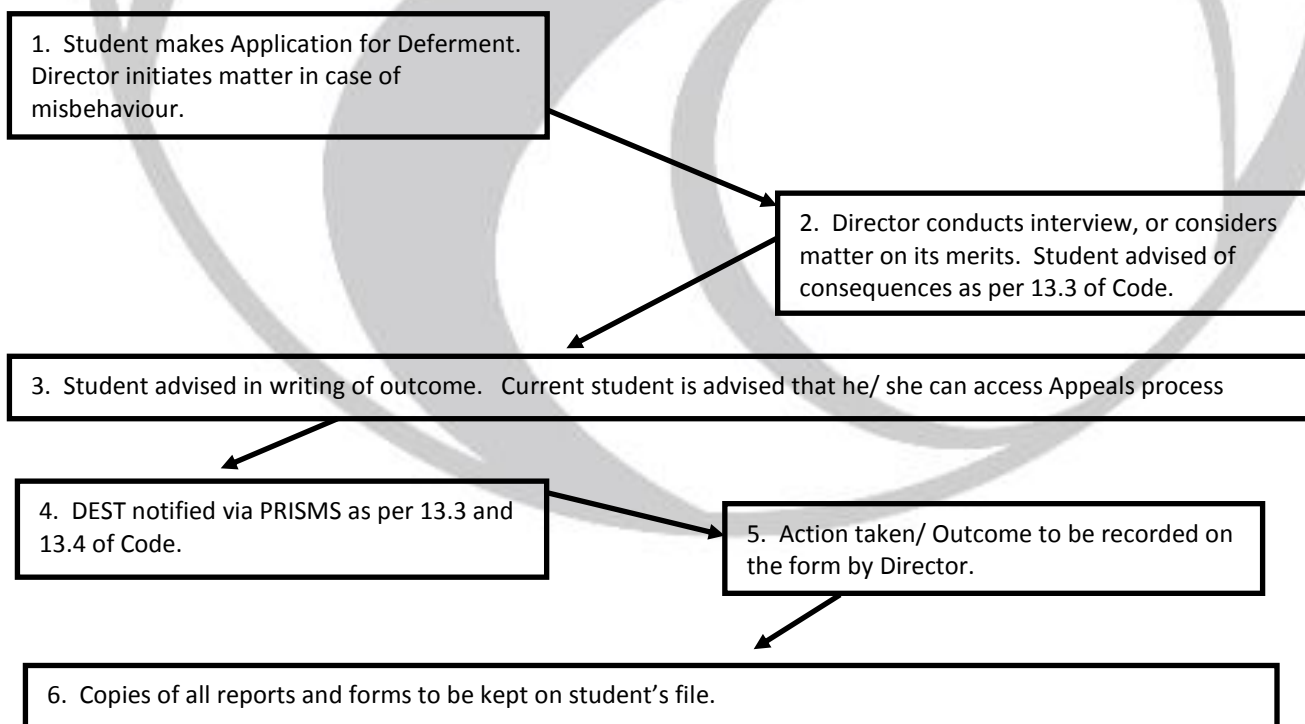 1. Student makes Application for Deferment.
Director initiates matter in case of
misbehaviour.
2. Director conducts interview, or considers
matter on its merits. Student advised of
consequences as per 13.3 of Code.
3. Student advised in writing of outcome. Current student is advised that he/ she can access Appeals process
4. DEST notified via PRISMS as per 13.3 and
13.4 of Code.
5. Action taken/ Outcome to be recorded on
the form by Director.
6. Copies of all reports and forms to be kept on student’s file.